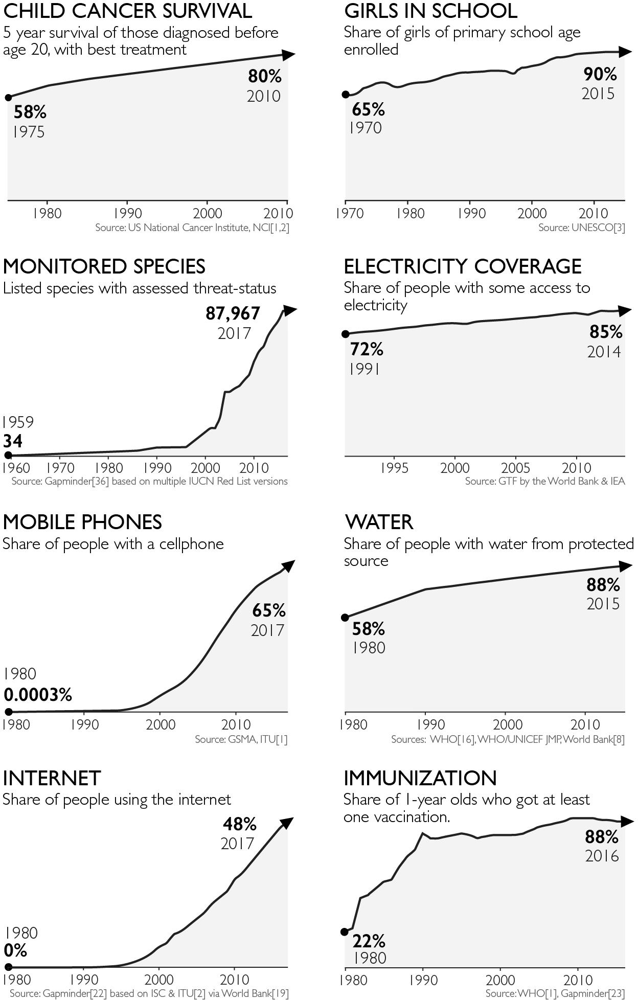 CHILD CANCER SURVIVAL
5 year survival of those diagnosed before
age 20, with best treatment
80%
2010
58%
1975
1980 1990 2000 2010
Source: US National Cancer Institute, NCI[1,2]
GIRLS IN SCHOOL
Share of girls of primary school age
enrolled
90%
2015
65%
1970
1970 1980 1990 2000 2010
Source: UNESCO[3]
MONITORED SPECIES
Listed species with assessed threat-status
87,967
2017
1959
34
1960 1970 1980 1990 2000 2010
Source: Gapminder[36] based on multiple IUCN Red List versions
ELECTRICITY COVERAGE
Share of people with some access to
electricity
85%
2014
72%
1991
1995 2000 2005 2010
Source: GTF by the World Bank & IEA
MOBILE PHONES
Share of people with a cellphone
65%
2017
1980
0.0003%
1980 1990 2000 2010
Source: GSMA, ITU[1]
WATER
Share of people with water from protected
source
88%
2015
58%
1980
1980 1990 2000 2010
Sources: WHO[16], WHO/UNICEF JMP, World Bank[8]
INTERNET
Share of people using the internet
48%
2017
1980
0%
1980 1990 2000 2010
Source: Gapminder[22] based on ISC & ITU[2] via World Bank[19]
IMMUNIZATION
Share of 1-year olds who got at least
one vaccination.
88%
2016
22%
1980
1980 1990 2000 2010
Source: WHO[1], Gapminder[23]